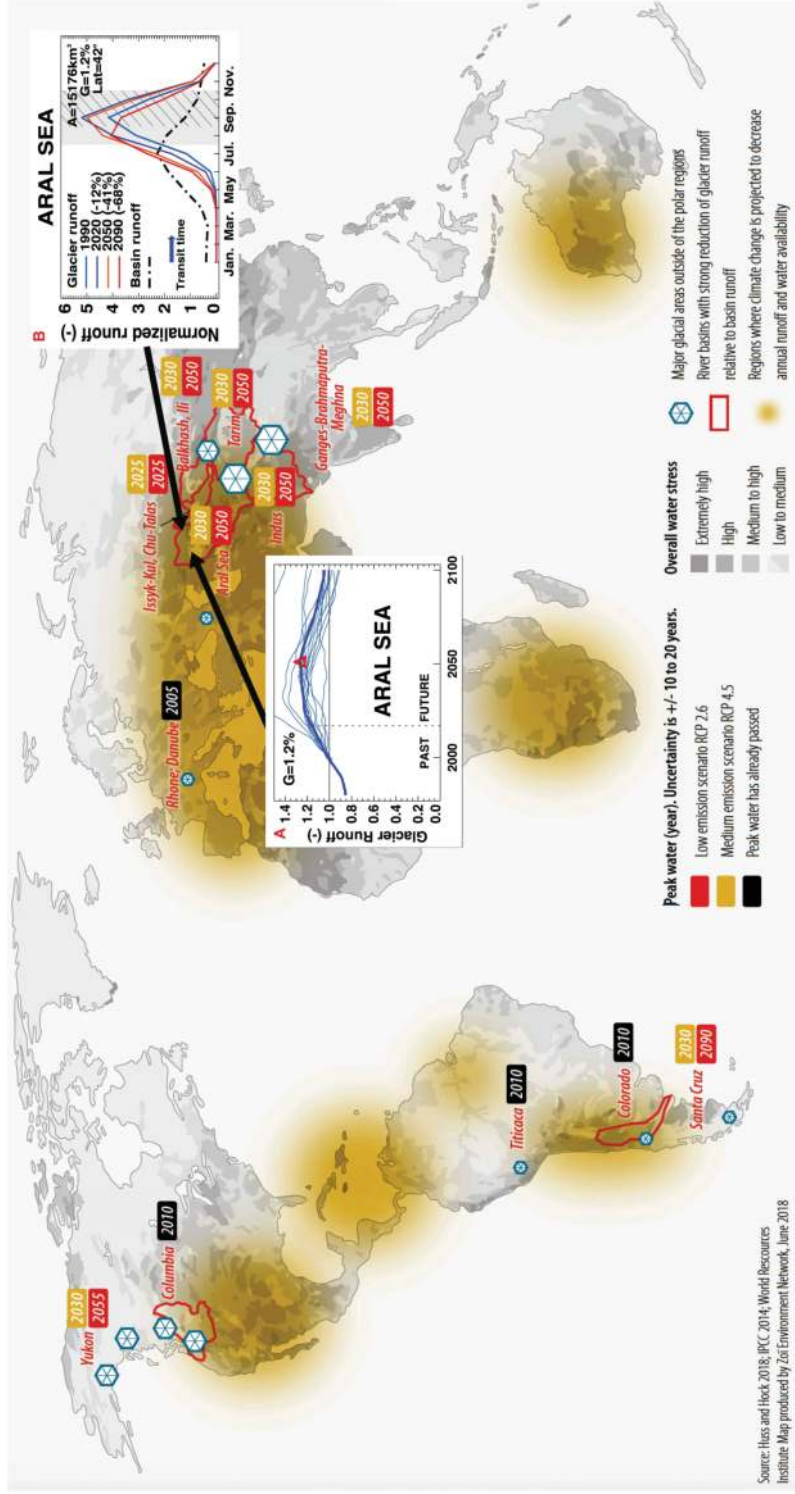 Yukon
2030
2055
Columbia
2010
Titicaca
2010
Colorado
2010
Santa Cruz
2030
2090
Rhone; Danube
2005
Issyk-Kul, Chu-Talas
2025
2025
Balkhash, Ili
2030
2050
Tarim
2030
2050
Aral Sea
2030
2050
Indus
2030
2050
Ganges-Brahmaputra-
Meghna
2030
2050
A
G=1.2%
Glacier Runoff (-)
1.4
1.2
1.0
0.8
0.6
0.4
0.2
0.0
PAST
FUTURE
ARAL SEA
2000
2050
2100
B
ARAL SEA
Normalized runoff (-)
6
5
4
3
2
1
0
Glacier runoff
1990
2020 (-12%)
2050 (-41%)
2090 (-68%)
Basin runoff
Transit time
A=15176km²
G=1.2%
Lat=42°
Jan. Mar. May Jul. Sep. Nov.
Peak water (year). Uncertainty is +/- 10 to 20 years.
Low emission scenario RCP 2.6
Medium emission scenario RCP 4.5
Peak water has already passed
Overall water stress
Extremely high
High
Medium to high
Low to medium
Major glacial areas outside of the polar regions
River basins with strong reduction of glacier runoff
relative to basin runoff
Regions where climate change is projected to decrease
annual runoff and water availability
Source: Huss and Hock 2018; IPCC 2014; World Rescources
Institute Map produced by Zoï Environment Network, June 2018